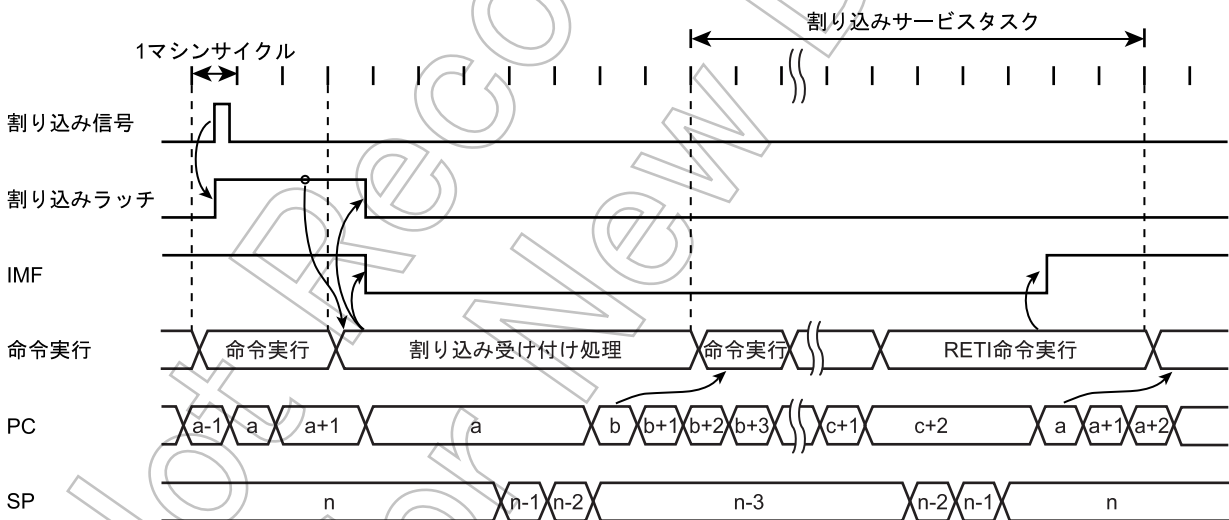 割り込みサービスタスク
1マシンサイクル
割り込み信号
割り込みラッチ
IMF
命令実行 命令実行 割り込み受け付け処理 命令実行 RETI命令実行
PC a-1 a a+1 a b b+1 b+2 b+3 c+1 c+2 a a+1 a+2
SP n n-1 n-2 n-3 n-2 n-1 n
Not Reco
for New D